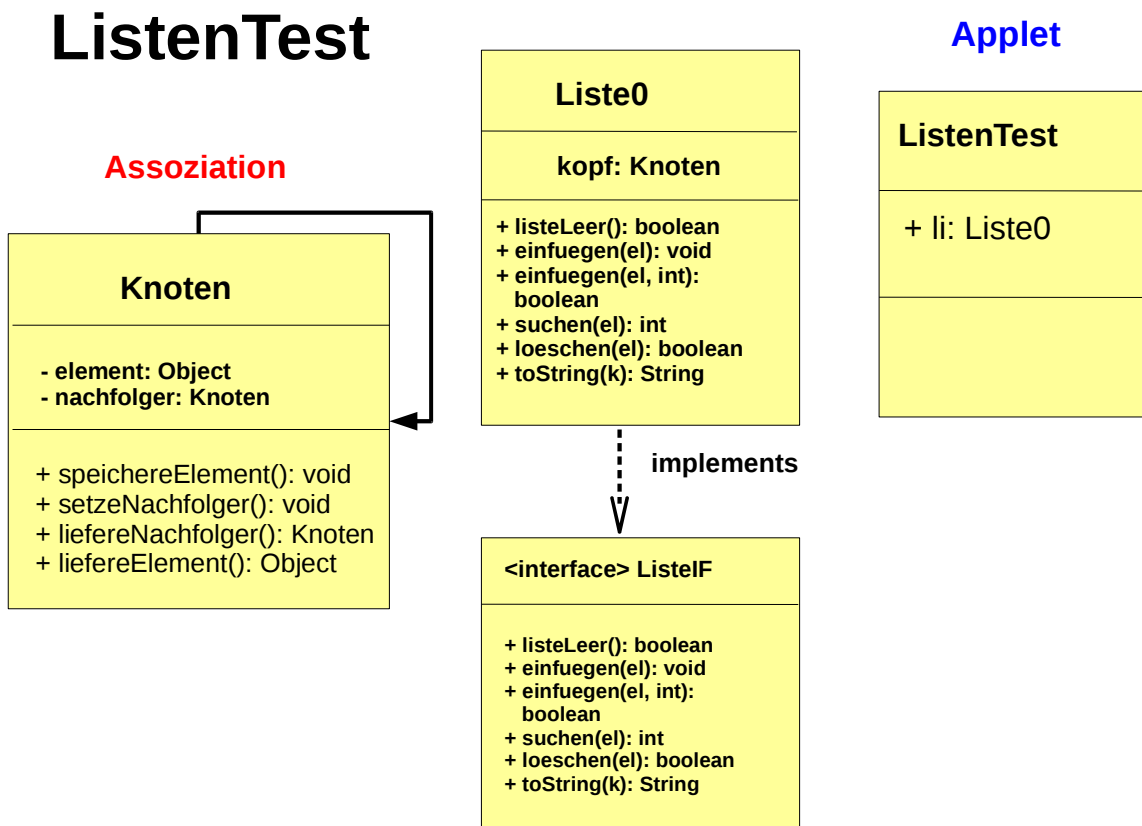 ListenTest
Assoziation
Knoten
- element: Object
- nachfolger: Knoten
+ speichereElement(): void
+ setzeNachfolger(): void
+ liefereNachfolger(): Knoten
+ liefereElement(): Object
Liste0
kopf: Knoten
+ listeLeer(): boolean
+ einfuegen(el): void
+ einfuegen(el, int):
boolean
+ suchen(el): int
+ loeschen(el): boolean
+ toString(k): String
implements
<interface> ListeIF
+ listeLeer(): boolean
+ einfuegen(el): void
+ einfuegen(el, int):
boolean
+ suchen(el): int
+ loeschen(el): boolean
+ toString(k): String
Applet
ListenTest
+ li: Liste0